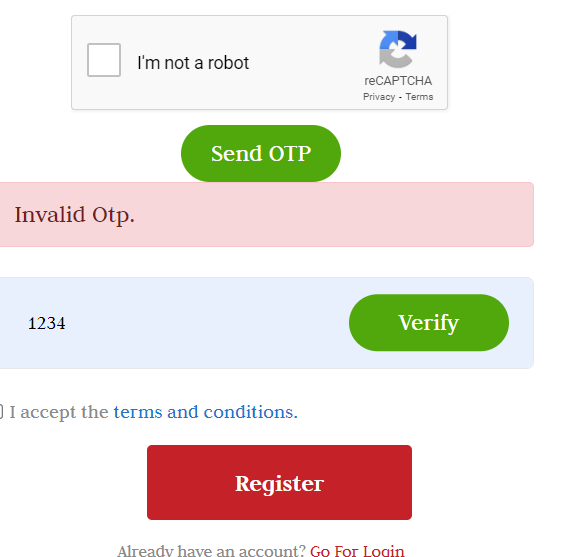 I'm not a robot
reCAPTCHA
Privacy - Terms
Send OTP
Invalid Otp.
1234
Verify
I accept the terms and conditions.
Register
Already have an account? Go For Login